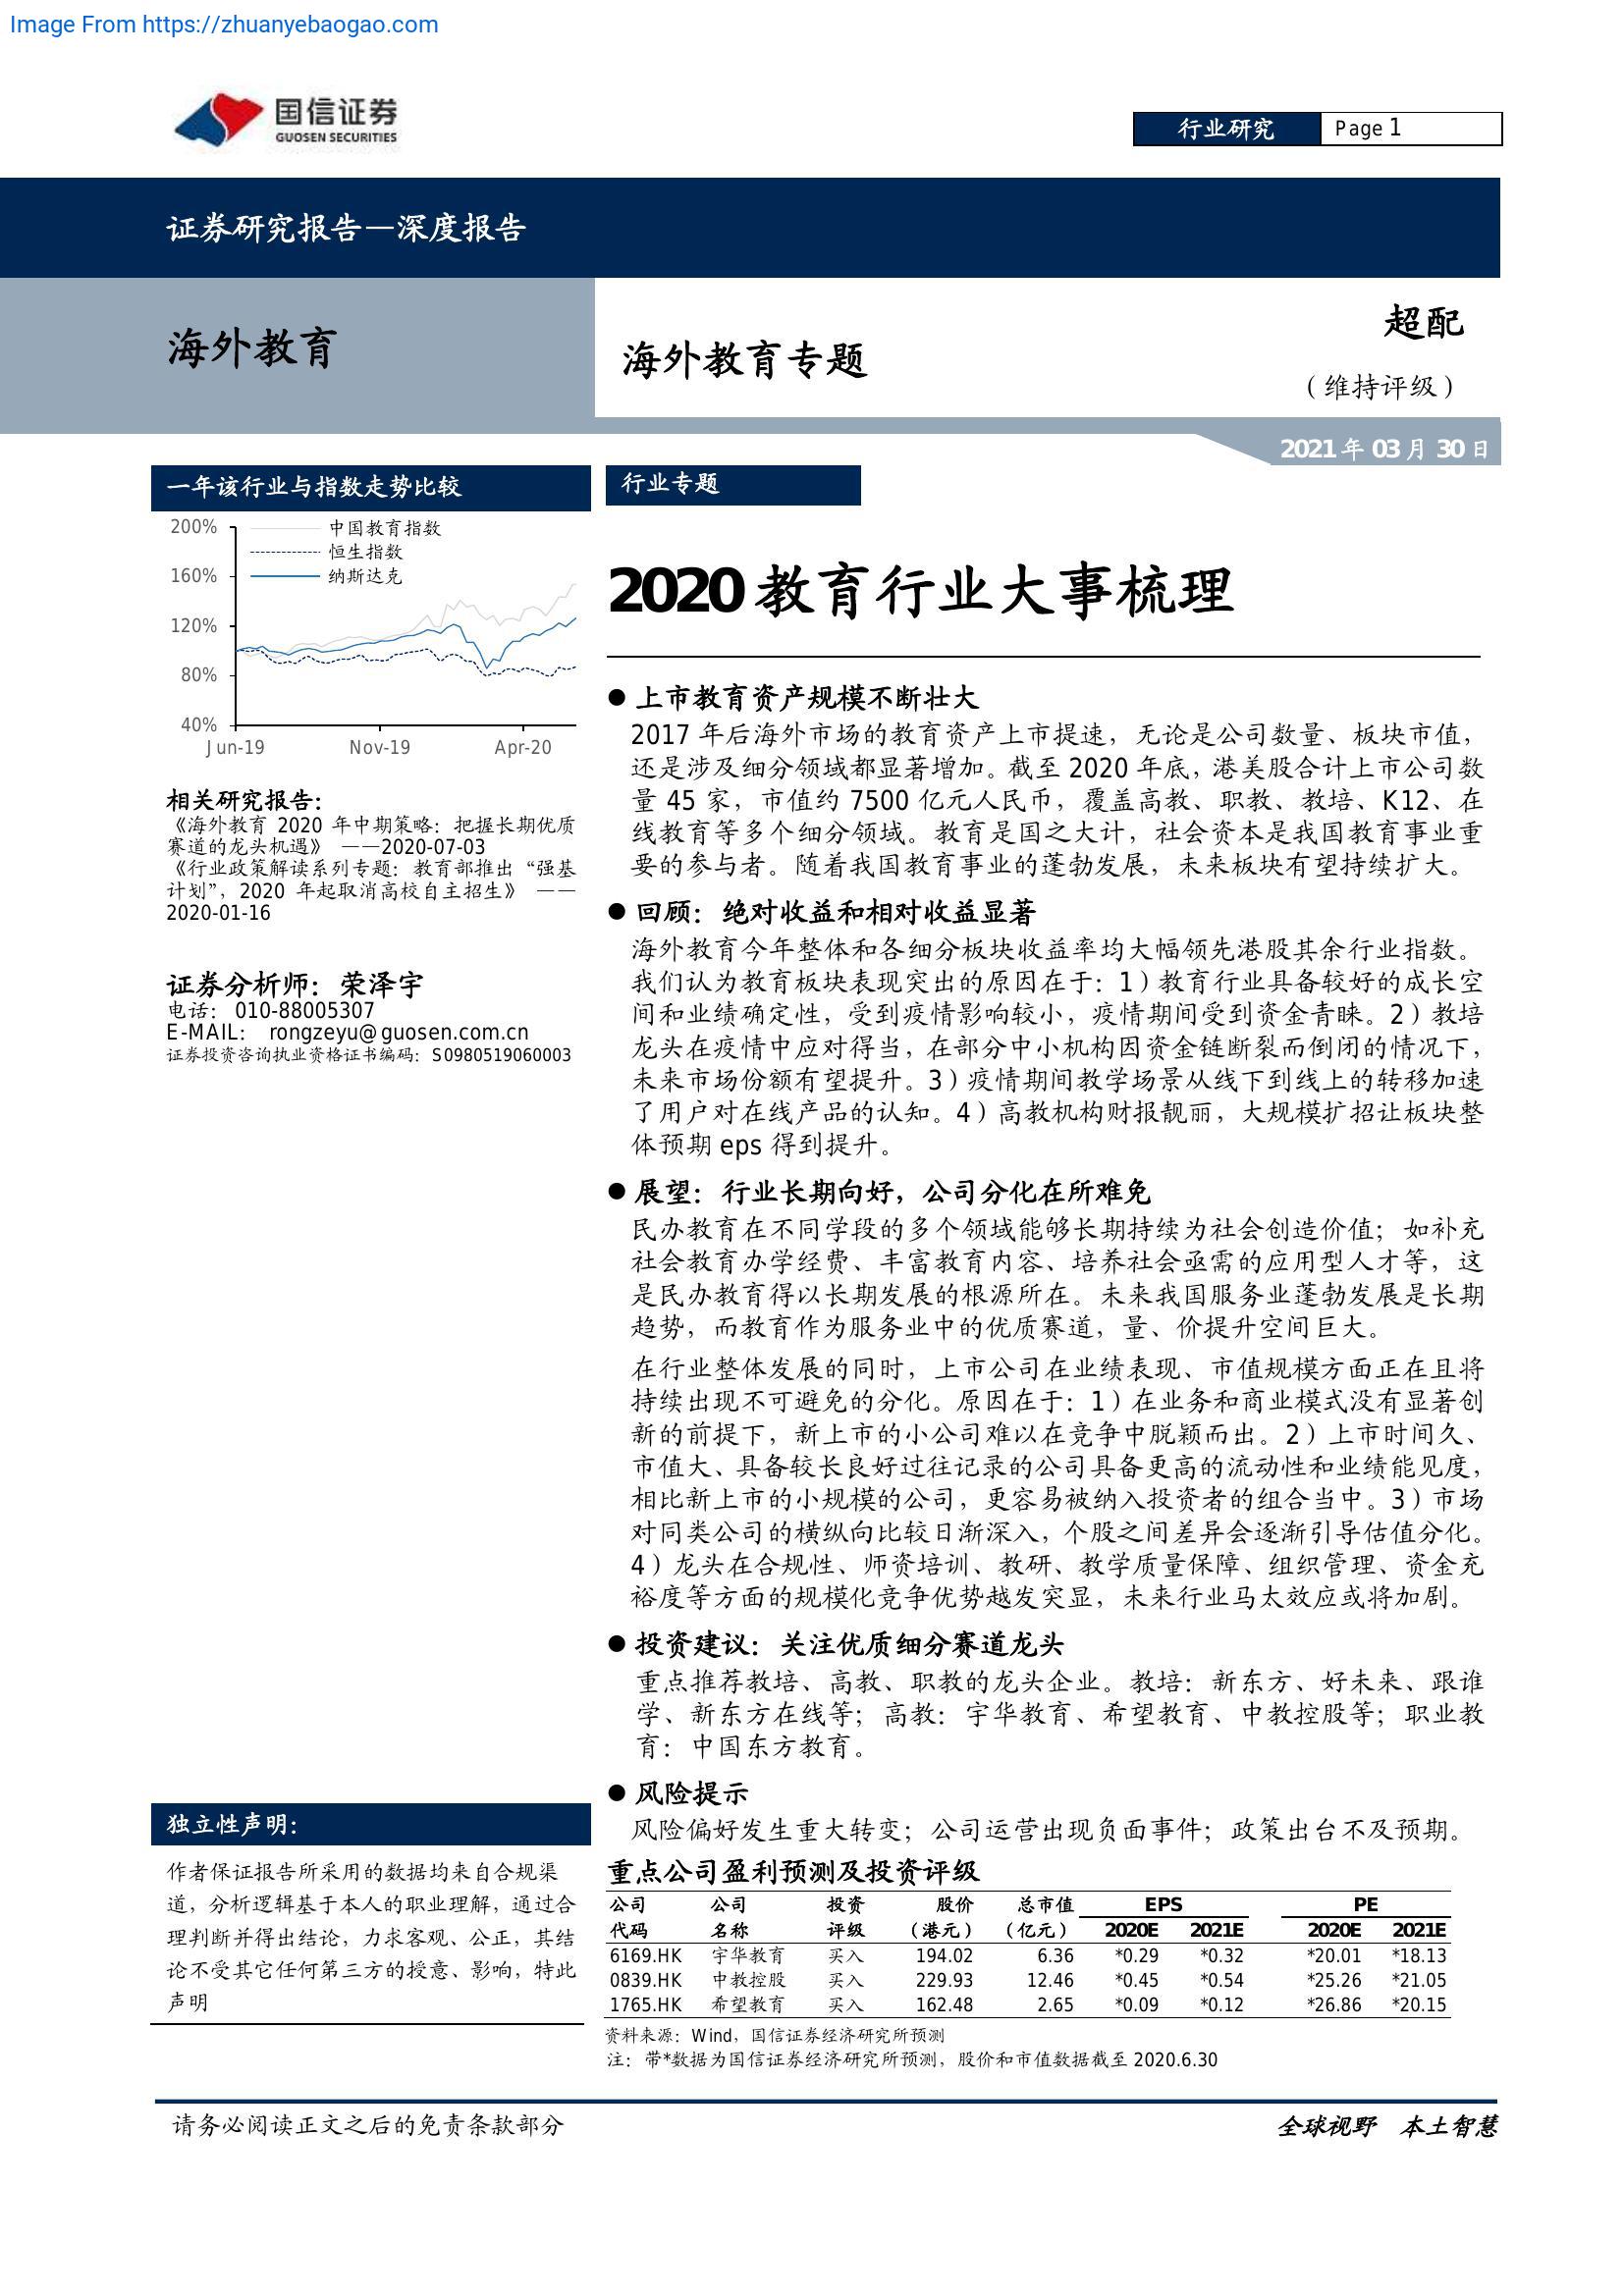 Image From https://zhuanyebaogao.com
国信证券
GUOSEN SECURITIES
行业研究
Page 1
证券研究报告—深度报告
海外教育
海外教育专题
超配
（维持评级）
2021 年 03 月 30 日
一年该行业与指数走势比较
200%
160%
120%
80%
40%
Jun-19 Nov-19 Apr-20
中国教育指数
恒生指数
纳斯达克
相关研究报告：
《海外教育 2020 年中期策略：把握长期优质
赛道的龙头机遇》 ——2020-07-03
《行业政策解读系列专题：教育部推出“强基
计划”，2020 年起取消高校自主招生》 ——
2020-01-16
证券分析师：荣泽宇
电话： 010-88005307
E-MAIL： rongzeyu@guosen.com.cn
证券投资咨询执业资格证书编码：S0980519060003
独立性声明：
作者保证报告所采用的数据均来自合规渠
道，分析逻辑基于本人的职业理解，通过合
理判断并得出结论，力求客观、公正，其结
论不受其它任何第三方的授意、影响，特此
声明
行业专题
2020 教育行业大事梳理
● 上市教育资产规模不断壮大
2017 年后海外市场的教育资产上市提速，无论是公司数量、板块市值，
还是涉及细分领域都显著增加。截至 2020 年底，港美股合计上市公司数
量 45 家，市值约 7500 亿元人民币，覆盖高教、职教、教培、K12、在
线教育等多个细分领域。教育是国之大计，社会资本是我国教育事业重
要的参与者。随着我国教育事业的蓬勃发展，未来板块有望持续扩大。
● 回顾：绝对收益和相对收益显著
海外教育今年整体和各细分板块收益率均大幅领先港股其余行业指数。
我们认为教育板块表现突出的原因在于：1）教育行业具备较好的成长空
间和业绩确定性，受到疫情影响较小，疫情期间受到资金青睐。2）教培
龙头在疫情中应对得当，在部分中小机构因资金链断裂而倒闭的情况下，
未来市场份额有望提升。3）疫情期间教学场景从线下到线上的转移加速
了用户对在线产品的认知。4）高教机构财报靓丽，大规模扩招让板块整
体预期 eps 得到提升。
● 展望：行业长期向好，公司分化在所难免
民办教育在不同学段的多个领域能够长期持续为社会创造价值；如补充
社会教育办学经费、丰富教育内容、培养社会亟需的应用型人才等，这
是民办教育得以长期发展的根源所在。未来我国服务业蓬勃发展是长期
趋势，而教育作为服务业中的优质赛道，量、价提升空间巨大。
在行业整体发展的同时，上市公司在业绩表现、市值规模方面正在且将
持续出现不可避免的分化。原因在于：1）在业务和商业模式没有显著创
新的前提下，新上市的小公司难以在竞争中脱颖而出。2）上市时间久、
市值大、具备较长良好过往记录的公司具备更高的流动性和业绩能见度，
相比新上市的小规模的公司，更容易被纳入投资者的组合当中。3）市场
对同类公司的横纵向比较日渐深入，个股之间差异会逐渐引导估值分化。
4）龙头在合规性、师资培训、教研、教学质量保障、组织管理、资金充
裕度等方面的规模化竞争优势越发突显，未来行业马太效应或将加剧。
● 投资建议：关注优质细分赛道龙头
重点推荐教培、高教、职教的龙头企业。教培：新东方、好未来、跟谁
学、新东方在线等；高教：宇华教育、希望教育、中教控股等；职业教
育：中国东方教育。
● 风险提示
风险偏好发生重大转变；公司运营出现负面事件；政策出台不及预期。
重点公司盈利预测及投资评级
公司 公司 投资 股价 总市值 EPS PE
代码 名称 评级 （港元） （亿元） 2020E 2021E 2020E 2021E
6169.HK 宇华教育 买入 194.02 6.36 *0.29 *0.32 *20.01 *18.13
0839.HK 中教控股 买入 229.93 12.46 *0.45 *0.54 *25.26 *21.05
1765.HK 希望教育 买入 162.48 2.65 *0.09 *0.12 *26.86 *20.15
资料来源：Wind，国信证券经济研究所预测
注：带*数据为国信证券经济研究所预测，股价和市值数据截至 2020.6.30
请务必阅读正文之后的免责条款部分
全球视野 本土智慧